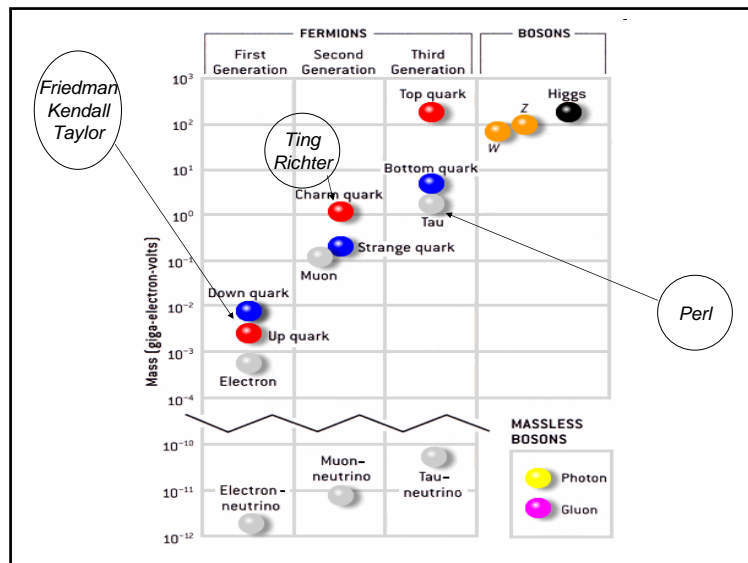 FERMIONS
BOSONS
First
Generation
Second
Generation
Third
Generation
Friedman
Kendall
Taylor
Ting
Richter
Perl
Mass (giga-electron-volts)
10³
10²
10¹
10⁰
10⁻¹
10⁻²
10⁻³
10⁻⁴
10⁻¹⁰
10⁻¹¹
10⁻¹²
Top quark
Higgs
Z
W
Bottom quark
Charm quark
Tau
Strange quark
Muon
Down quark
Up quark
Electron
Muon-
neutrino
Tau-
neutrino
Electron-
neutrino
MASSLESS
BOSONS
Photon
Gluon